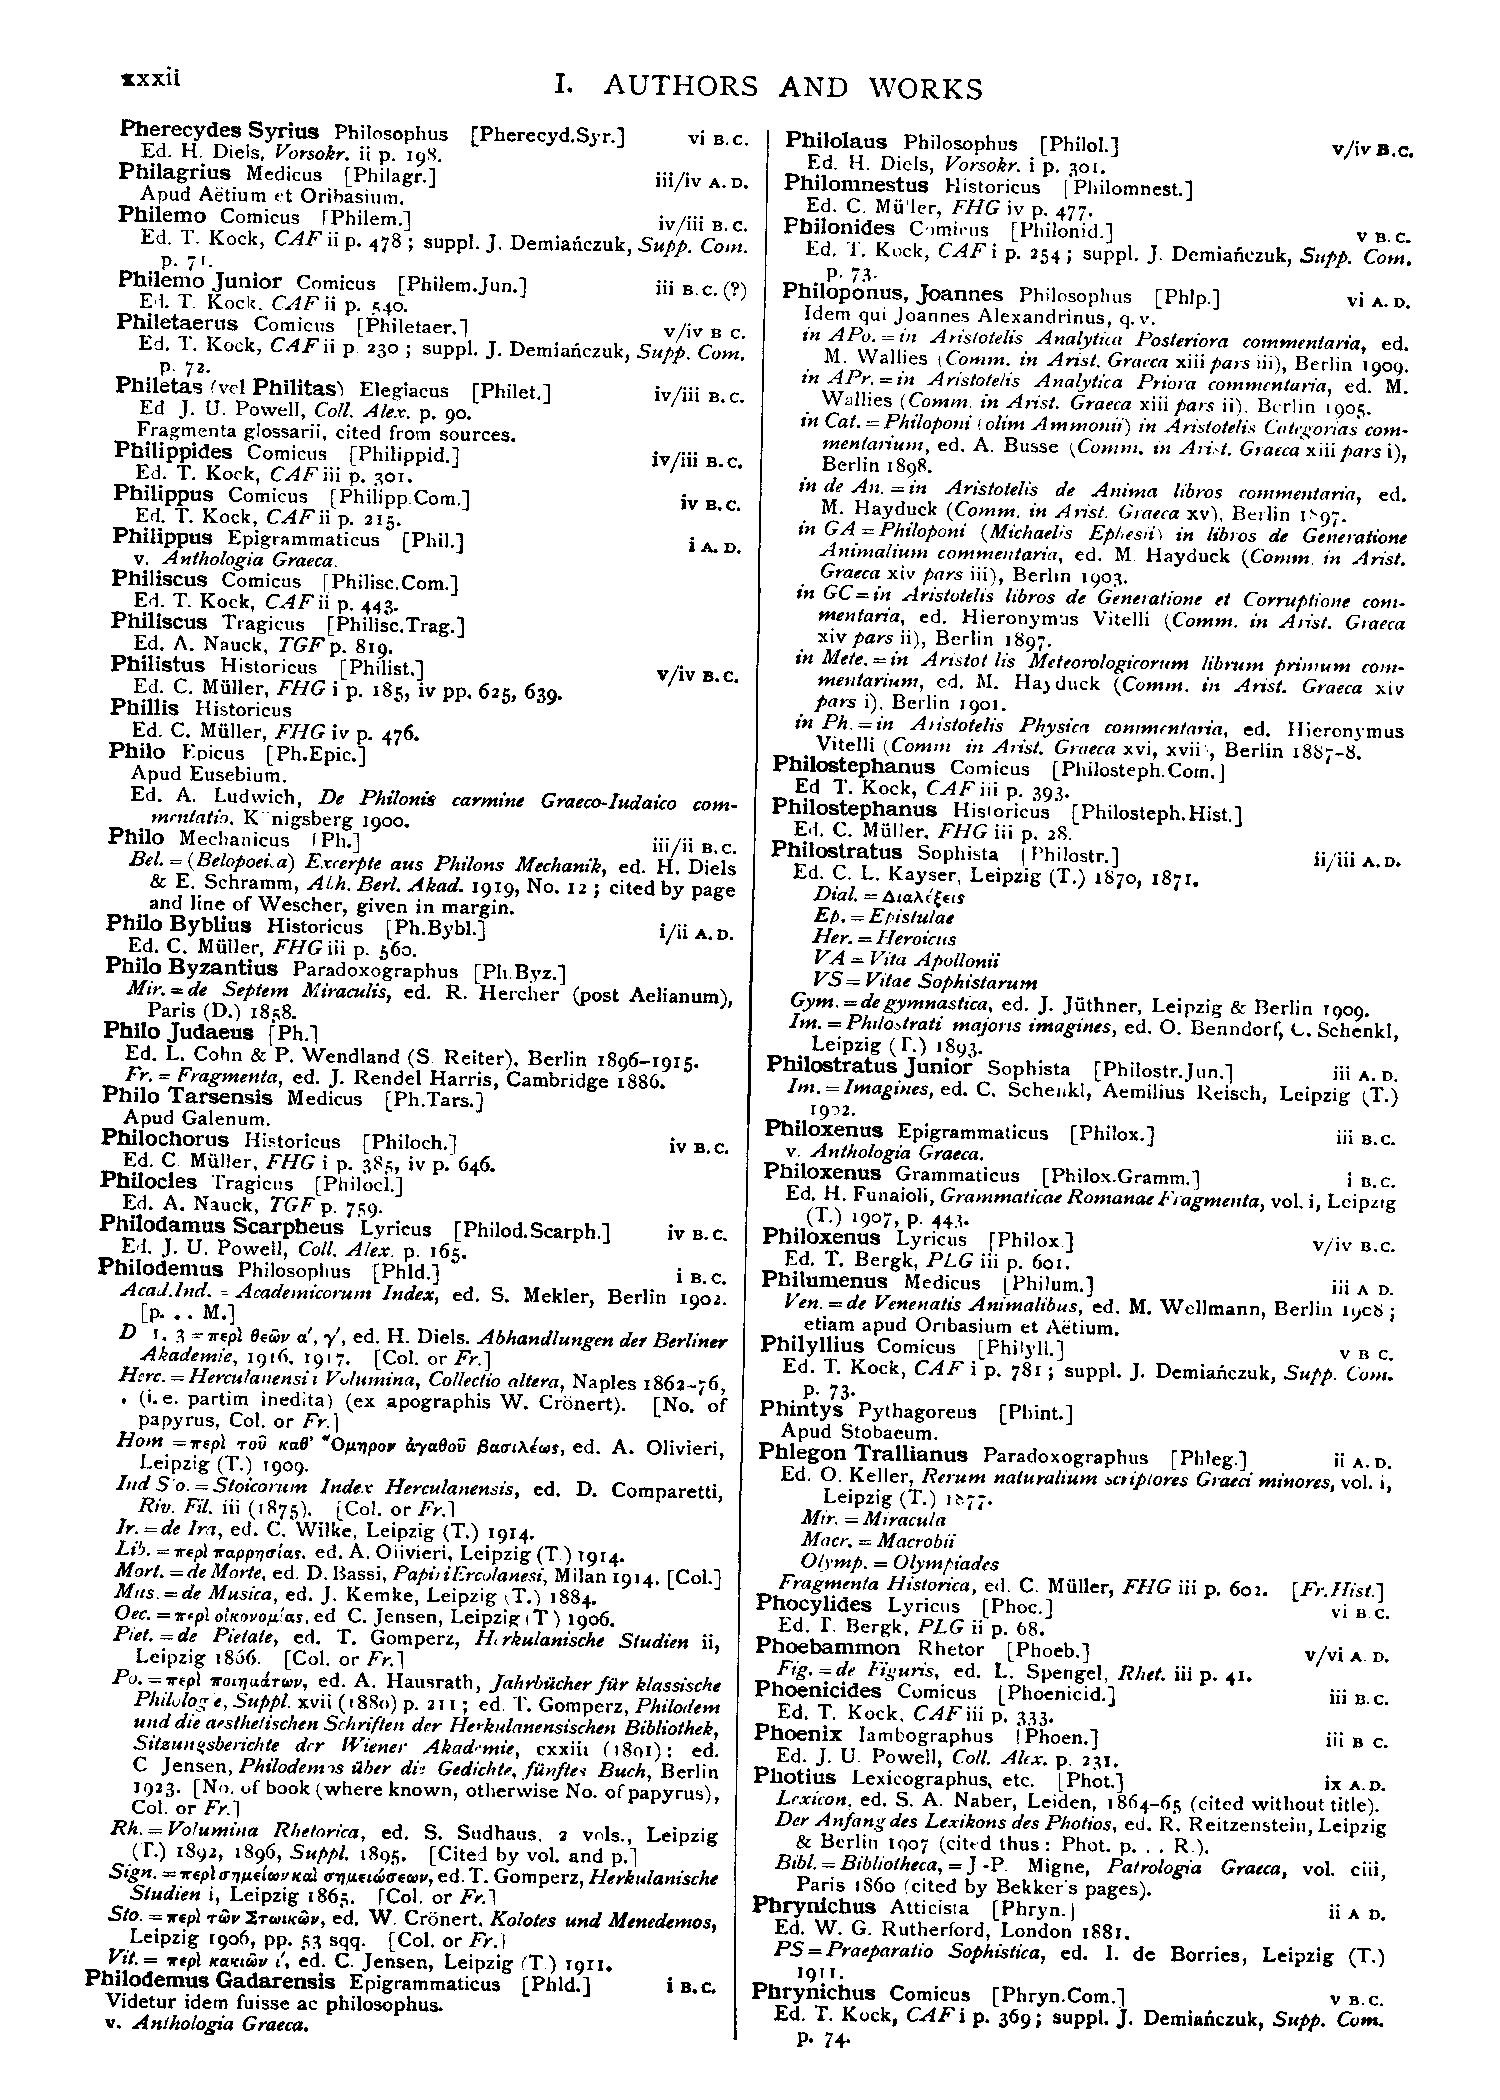 xxxii
I. AUTHORS AND WORKS
Pherecydes Syrius Philosophus [Pherecyd.Syr.] vi B.C.
Ed. H. Diels, Vorsokr. ii p. 198.
Philagrius Medicus [Philagr.] iii/iv A.D.
Apud Aëtium et Oribasium.
Philemo Comicus [Philem.] iv/iii B.C.
Ed. T. Kock, CAF ii p. 478; suppl. J. Demiańczuk, Supp. Com.
p. 71.
Philemo Junior Comicus [Philem.Jun.] iii B.C. (?)
Ed. T. Kock, CAF ii p. 540.
Philetaerus Comicus [Philetaer.] v/iv B C.
Ed. T. Kock, CAF ii p. 230; suppl. J. Demiańczuk, Supp. Com.
p. 72.
Philetas (vel Philitas) Elegiacus [Philet.] iv/iii B.C.
Ed J. U. Powell, Coll. Alex. p. 90.
Fragmenta glossarii, cited from sources.
Philippides Comicus [Philippid.] iv/iii B.C.
Ed. T. Kock, CAF iii p. 301.
Philippus Comicus [Philipp.Com.] iv B.C.
Ed. T. Kock, CAF ii p. 215.
Philippus Epigrammaticus [Phil.] i A.D.
v. Anthologia Graeca.
Philiscus Comicus [Philisc.Com.]
Ed. T. Kock, CAF ii p. 443.
Philiscus Tragicus [Philisc.Trag.]
Ed. A. Nauck, TGF p. 819.
Philistus Historicus [Philist.] v/iv B.C.
Ed. C. Müller, FHG i p. 185, iv pp. 625, 639.
Phillis Historicus
Ed. C. Müller, FHG iv p. 476.
Philo Epicus [Ph.Epic.]
Apud Eusebium.
Ed. A. Ludwich, De Philonis carmine Graeco-Iudaico com-
mentatio, Königsberg 1900.
Philo Mechanicus [Ph.] iii/ii B.C.
Bel. = (Belopoeica) Excerpte aus Philons Mechanik, ed. H. Diels
& E. Schramm, Abh. Berl. Akad. 1919, No. 12; cited by page
and line of Wescher, given in margin.
Philo Byblius Historicus [Ph.Bybl.] i/ii A.D.
Ed. C. Müller, FHG iii p. 560.
Philo Byzantius Paradoxographus [Ph.Byz.]
Mir. = de Septem Miraculis, ed. R. Hercher (post Aelianum),
Paris (D.) 1858.
Philo Judaeus [Ph.]
Ed. L. Cohn & P. Wendland (S. Reiter), Berlin 1896-1915.
Fr. = Fragmenta, ed. J. Rendel Harris, Cambridge 1886.
Philo Tarsensis Medicus [Ph.Tars.]
Apud Galenum.
Philochorus Historicus [Philoch.] iv B.C.
Ed. C. Müller, FHG i p. 385, iv p. 646.
Philocles Tragicus [Philocl.]
Ed. A. Nauck, TGF p. 759.
Philodamus Scarpheus Lyricus [Philod.Scarph.] iv B.C.
Ed. J. U. Powell, Coll. Alex. p. 165.
Philodemus Philosophus [Phld.] i B.C.
Acad.Ind. = Academicorum Index, ed. S. Mekler, Berlin 1902.
[p. .. M.]
D. 1. 3 = περὶ θεῶν α', γ', ed. H. Diels. Abhandlungen der Berliner
Akademie, 1916, 1917. [Col. or Fr.]
Herc. = Herculanensia Volumina, Collectio altera, Naples 1862-76,
(i.e. partim inedita) (ex apographis W. Crönert). [No. of
papyrus, Col. or Fr.]
Hom = περὶ τοῦ καθ' Ὅμηρον ἀγαθοῦ βασιλέως, ed. A. Olivieri,
Leipzig (T.) 1909.
Ind Sto. = Stoicorum Index Herculanensis, ed. D. Comparetti,
Riv. Fil. iii (1875). [Col. or Fr.]
Ir. = de Ira, ed. C. Wilke, Leipzig (T.) 1914.
Lib. = περὶ παρρησίας, ed. A. Olivieri, Leipzig (T.) 1914.
Mort. = de Morte, ed. D. Bassi, Papiri Ercolanesi, Milan 1914. [Col.]
Mus. = de Musica, ed. J. Kemke, Leipzig (T.) 1884.
Oec. = περὶ οἰκονομίας, ed C. Jensen, Leipzig (T) 1906.
Piet. = de Pietate, ed. T. Gomperz, Herkulanische Studien ii,
Leipzig 1866. [Col. or Fr.]
Po. = περὶ ποιημάτων, ed. A. Hausrath, Jahrbücher für klassische
Philologie, Suppl. xvii (1889) p. 211; ed. T. Gomperz, Philodem
und die aesthetischen Schriften der Herkulanensischen Bibliothek,
Sitzungsberichte der Wiener Akademie, cxxiii (1891): ed.
C Jensen, Philodemos über die Gedichte, fünftes Buch, Berlin
1923. [No. of book (where known, otherwise No. of papyrus),
Col. or Fr.]
Rh. = Volumina Rhetorica, ed. S. Sudhaus, 2 vols., Leipzig
(T.) 1892, 1896, Suppl. 1895. [Cited by vol. and p.]
Sign. = περὶ σημείων καὶ σημειώσεων, ed. T. Gomperz, Herkulanische
Studien i, Leipzig 1865. [Col. or Fr.]
Sto. = περὶ τῶν Στωικῶν, ed. W. Crönert, Kolotes und Menedemos,
Leipzig 1906, pp. 53 sqq. [Col. or Fr.]
Vit. = περὶ κακιῶν ι', ed. C. Jensen, Leipzig (T) 1911.
Philodemus Gadarensis Epigrammaticus [Phld.] i B.C.
Videtur idem fuisse ac philosophus.
v. Anthologia Graeca.
Philolaus Philosophus [Philol.] v/iv B.C.
Ed. H. Diels, Vorsokr. i p. 301.
Philomnestus Historicus [Philomnest.]
Ed. C. Müller, FHG iv p. 477.
Philonides Comicus [Philonid.] v B.C.
Ed. T. Kock, CAF i p. 254; suppl. J. Demiańczuk, Supp. Com.
p. 73.
Philoponus, Joannes Philosophus [Phlp.] vi A.D.
Idem qui Joannes Alexandrinus, q.v.
in APo. = in Aristotelis Analytica Posteriora commentaria, ed.
M. Wallies (Comm. in Arist. Graeca xiii pars iii), Berlin 1909.
in APr. = in Aristotelis Analytica Priora commentaria, ed. M.
Wallies (Comm. in Arist. Graeca xiii pars ii), Berlin 1905.
in Cat. = Philoponi (olim Ammonii) in Aristotelis Categorias com-
mentarium, ed. A. Busse (Comm. in Arist. Graeca xiii pars i),
Berlin 1898.
in de An. = in Aristotelis de Anima libros commentaria, ed.
M. Hayduck (Comm. in Arist. Graeca xv), Berlin 1897.
in GA = Philoponi (Michaelis Ephesii) in libros de Generatione
Animalium commentaria, ed. M. Hayduck (Comm. in Arist.
Graeca xiv pars iii), Berlin 1903.
in GC = in Aristotelis libros de Generatione et Corruptione com-
mentaria, ed. Hieronymus Vitelli (Comm. in Arist. Graeca
xiv pars ii), Berlin 1897.
in Mete. = in Aristotelis Meteorologicorum librum primum com-
mentarium, ed. M. Hayduck (Comm. in Arist. Graeca xiv
pars i), Berlin 1901.
in Ph. = in Aristotelis Physica commentaria, ed. Hieronymus
Vitelli (Comm in Arist. Graeca xvi, xvii), Berlin 1887-8.
Philostephanus Comicus [Philosteph.Com.]
Ed T. Kock, CAF iii p. 393.
Philostephanus Historicus [Philosteph.Hist.]
Ed. C. Müller, FHG iii p. 28.
Philostratus Sophista [Philostr.] ii/iii A.D.
Ed. C. L. Kayser, Leipzig (T.) 1870, 1871.
Dial. = Διαλέξεις
Ep. = Epistulae
Her. = Heroicus
VA = Vita Apollonii
VS = Vitae Sophistarum
Gym. = de gymnastica, ed. J. Jüthner, Leipzig & Berlin 1909.
Im. = Philostrati majoris imagines, ed. O. Benndorf, C. Schenkl,
Leipzig (T.) 1893.
Philostratus Junior Sophista [Philostr.Jun.] iii A.D.
Im. = Imagines, ed. C. Schenkl, Aemilius Reisch, Leipzig (T.)
1902.
Philoxenus Epigrammaticus [Philox.] iii B.C.
v. Anthologia Graeca.
Philoxenus Grammaticus [Philox.Gramm.] i B.C.
Ed. H. Funaioli, Grammaticae Romanae Fragmenta, vol. i, Leipzig
(T.) 1907, p. 443.
Philoxenus Lyricus [Philox.] v/iv B.C.
Ed. T. Bergk, PLG iii p. 601.
Philumenus Medicus [Philum.] iii A D.
Ven. = de Venenatis Animalibus, ed. M. Wellmann, Berlin 1908;
etiam apud Oribasium et Aëtium.
Philyllius Comicus [Philyll.] v B C.
Ed. T. Kock, CAF i p. 781; suppl. J. Demiańczuk, Supp. Com.
p. 73.
Phintys Pythagoreus [Phint.]
Apud Stobaeum.
Phlegon Trallianus Paradoxographus [Phleg.] ii A.D.
Ed. O. Keller, Rerum naturalium scriptores Graeci minores, vol. i,
Leipzig (T.) 1877.
Mir. = Miracula
Macr. = Macrobii
Olymp. = Olympiades
Fragmenta Historica, ed. C. Müller, FHG iii p. 602. [Fr.Hist.]
Phocylides Lyricus [Phoc.] vi B.C.
Ed. T. Bergk, PLG ii p. 68.
Phoebammon Rhetor [Phoeb.] v/vi A.D.
Fig. = de Figuris, ed. L. Spengel, Rhet. iii p. 41.
Phoenicides Comicus [Phoenicid.] iii B.C.
Ed. T. Kock, CAF iii p. 333.
Phoenix Iambographus [Phoen.] iii B C.
Ed. J. U. Powell, Coll. Alex. p. 231.
Photius Lexicographus, etc. [Phot.] ix A.D.
Lexicon, ed. S. A. Naber, Leiden, 1864-65 (cited without title).
Der Anfang des Lexikons des Photios, ed. R. Reitzenstein, Leipzig
& Berlin 1907 (cited thus: Phot. p. .. R.).
Bibl. = Bibliotheca, = J.-P. Migne, Patrologia Graeca, vol. ciii,
Paris 1860 (cited by Bekker's pages).
Phrynichus Atticista [Phryn.] ii A D.
Ed. W. G. Rutherford, London 1881.
PS = Praeparatio Sophistica, ed. I. de Borries, Leipzig (T.)
1911.
Phrynichus Comicus [Phryn.Com.] v B.C.
Ed. T. Kock, CAF i p. 369; suppl. J. Demiańczuk, Supp. Com.
p. 74.